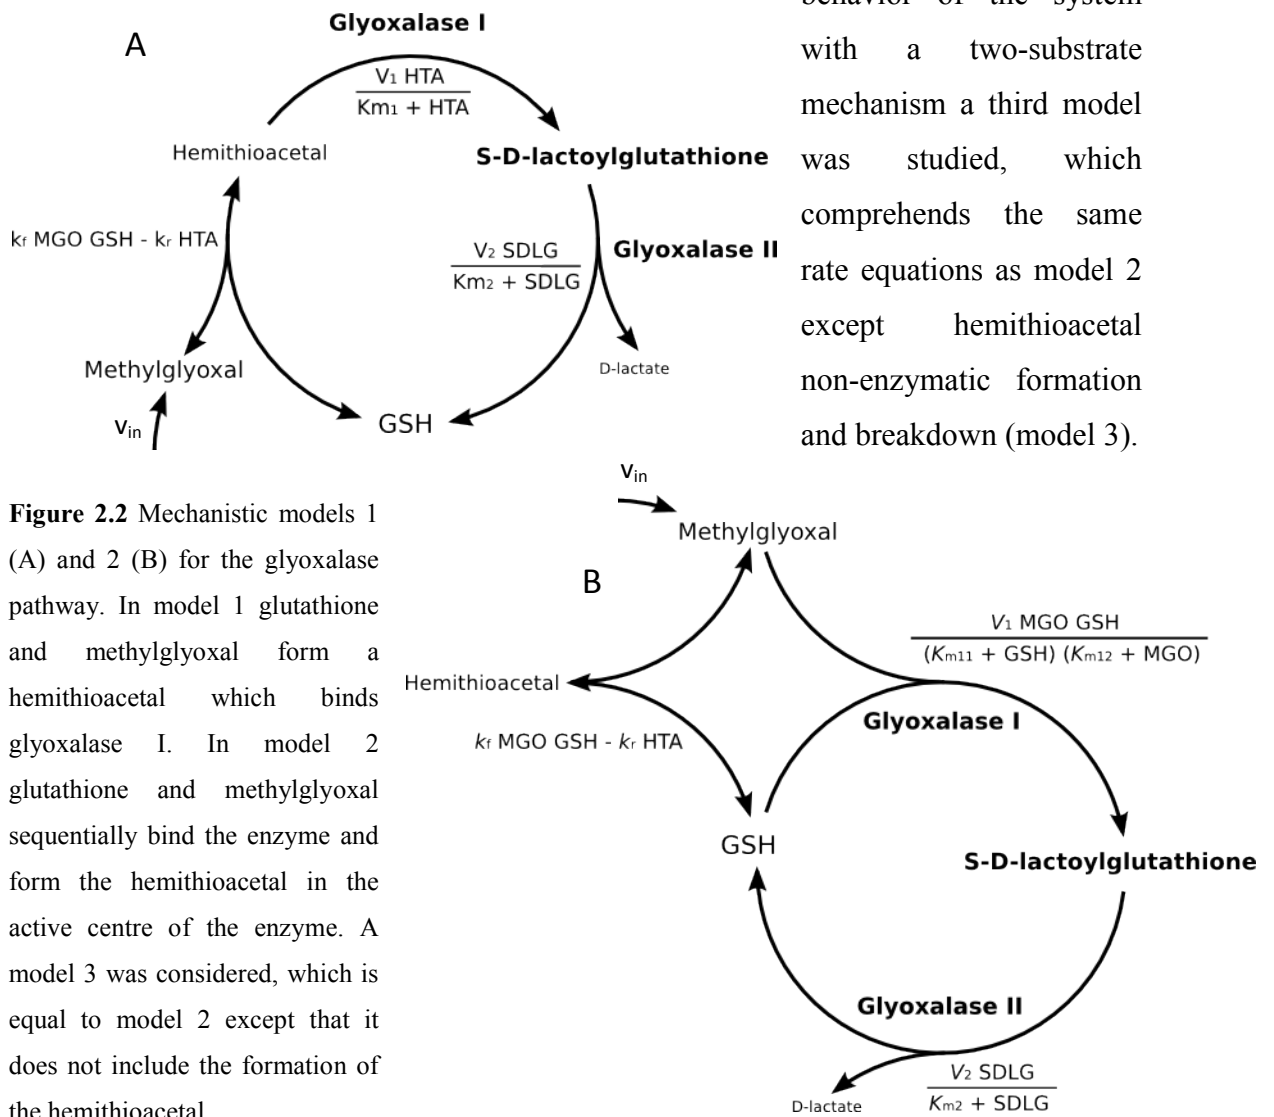 behavior of the system
with a two-substrate
mechanism a third model
was studied, which
comprehends the same
rate equations as model 2
except hemithioacetal
non-enzymatic formation
and breakdown (model 3).
A
Glyoxalase I
V₁ HTA
Km₁ + HTA
Hemithioacetal
S-D-lactoylglutathione
kf MGO GSH - kr HTA
V₂ SDLG
Km₂ + SDLG
Glyoxalase II
Methylglyoxal
D-lactate
vin
GSH
Figure 2.2 Mechanistic models 1
(A) and 2 (B) for the glyoxalase
pathway. In model 1 glutathione
and methylglyoxal form a
hemithioacetal which binds
glyoxalase I. In model 2
glutathione and methylglyoxal
sequentially bind the enzyme and
form the hemithioacetal in the
active centre of the enzyme. A
model 3 was considered, which is
equal to model 2 except that it
does not include the formation of
the hemithioacetal
vin
Methylglyoxal
B
V₁ MGO GSH
(Km11 + GSH) (Km12 + MGO)
Hemithioacetal
Glyoxalase I
kf MGO GSH - kr HTA
GSH
S-D-lactoylglutathione
Glyoxalase II
V₂ SDLG
Km2 + SDLG
D-lactate